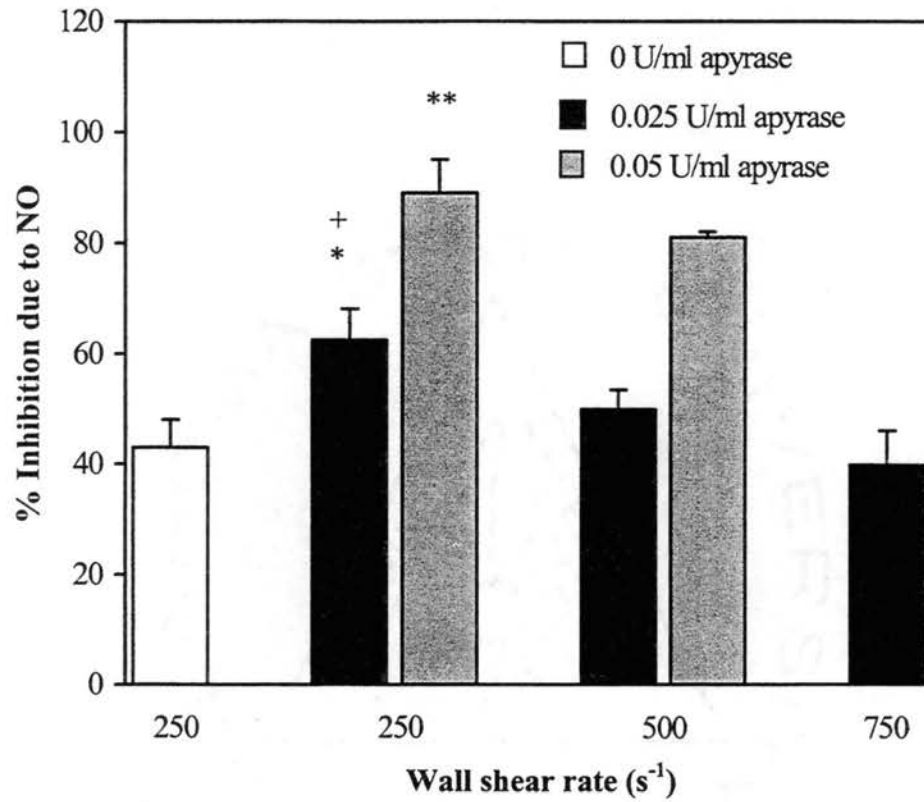 120
100
80
60
40
20
0
% Inhibition due to NO
0 U/ml apyrase
0.025 U/ml apyrase
0.05 U/ml apyrase
**
+
*
250
250
500
750
Wall shear rate (s⁻¹)